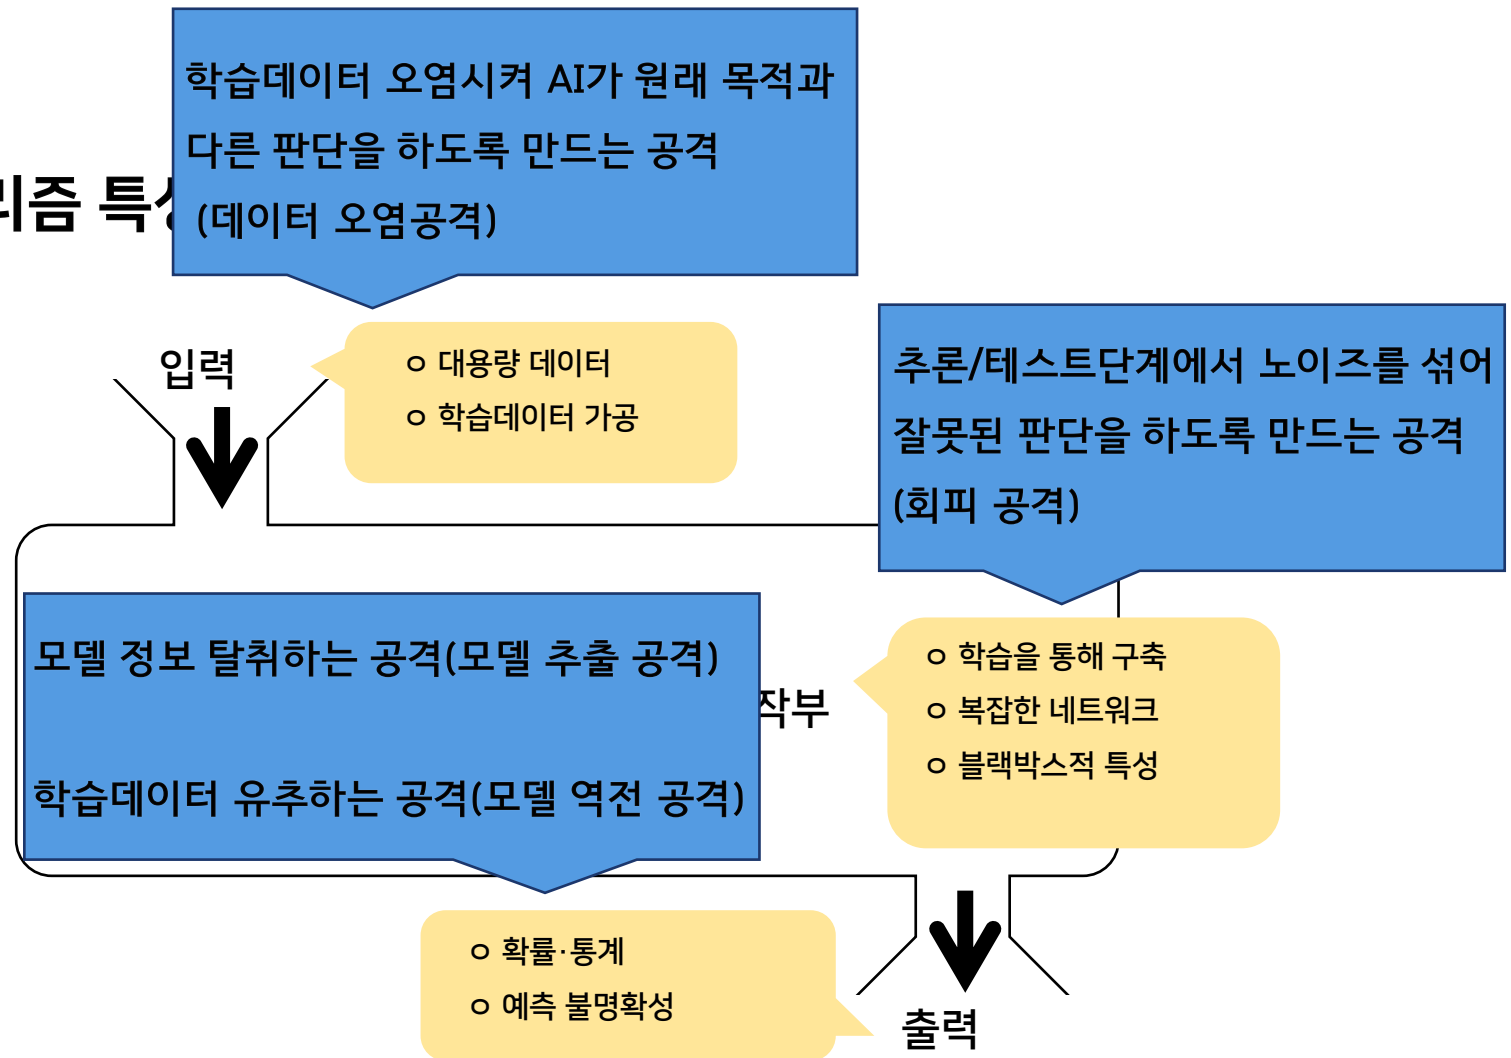 학습데이터 오염시켜 AI가 원래 목적과
다른 판단을 하도록 만드는 공격
(데이터 오염공격)
리즘 특성
입력
ㅇ 대용량 데이터
ㅇ 학습데이터 가공
추론/테스트단계에서 노이즈를 섞어
잘못된 판단을 하도록 만드는 공격
(회피 공격)
모델 정보 탈취하는 공격(모델 추출 공격)
학습데이터 유추하는 공격(모델 역전 공격)
작부
ㅇ 학습을 통해 구축
ㅇ 복잡한 네트워크
ㅇ 블랙박스적 특성
ㅇ 확률·통계
ㅇ 예측 불명확성
출력